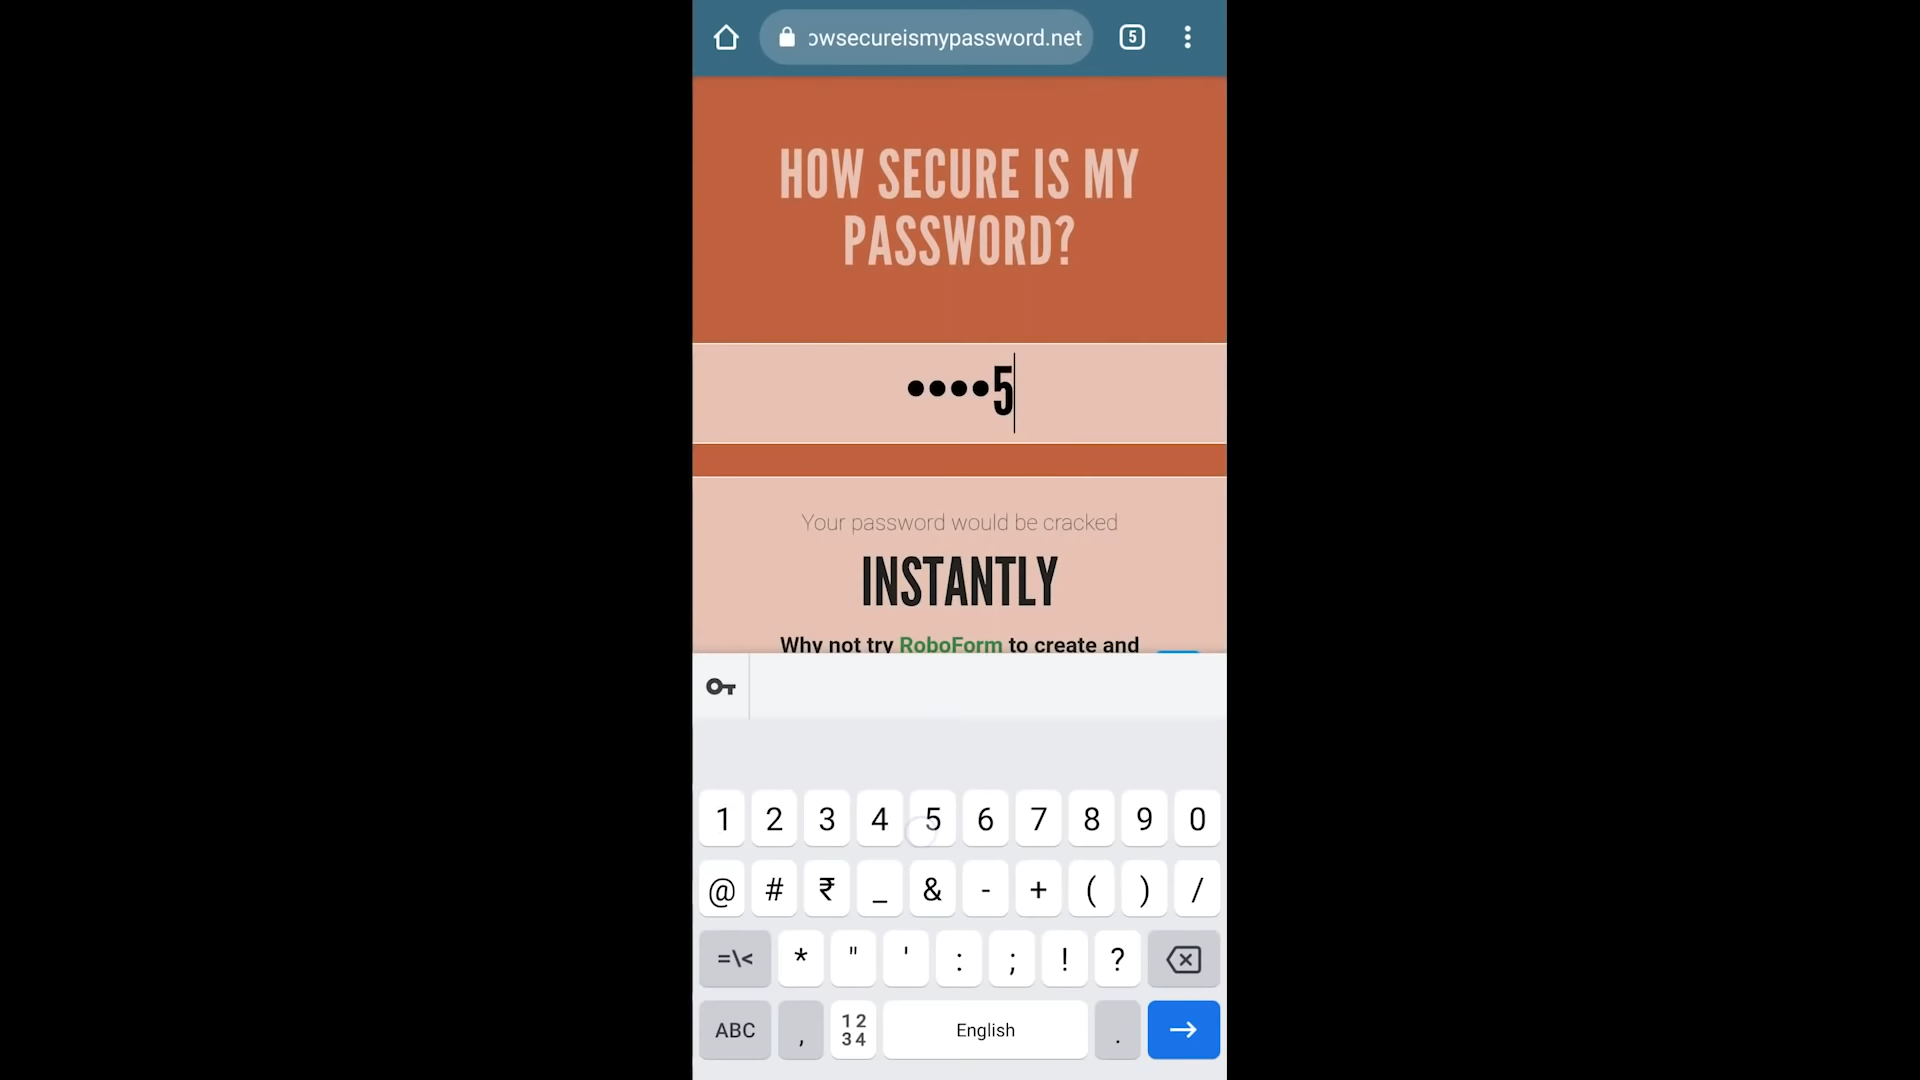 owsecureismypassword.net
5
HOW SECURE IS MY
PASSWORD?
••••5
Your password would be cracked
INSTANTLY
Why not try RoboForm to create and
1 2 3 4 5 6 7 8 9 0
@ # ₹ _ & - + ( ) /
=\< * " ' : ; ! ?
ABC , 12 34 English .